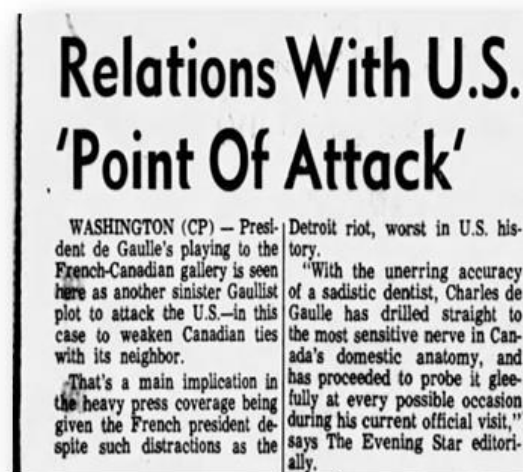 Relations With U.S.
'Point Of Attack'
WASHINGTON (CP) — Presi-
dent de Gaulle's playing to the
French-Canadian gallery is seen
here as another sinister Gaullist
plot to attack the U.S.—in this
case to weaken Canadian ties
with its neighbor.
That's a main implication in
the heavy press coverage being
given the French president de-
spite such distractions as the
Detroit riot, worst in U.S. his-
tory.
"With the unerring accuracy
of a sadistic dentist, Charles de
Gaulle has drilled straight to
the most sensitive nerve in Can-
ada's domestic anatomy, and
has proceeded to probe it glee-
fully at every possible occasion
during his current official visit,"
says The Evening Star editori-
ally.